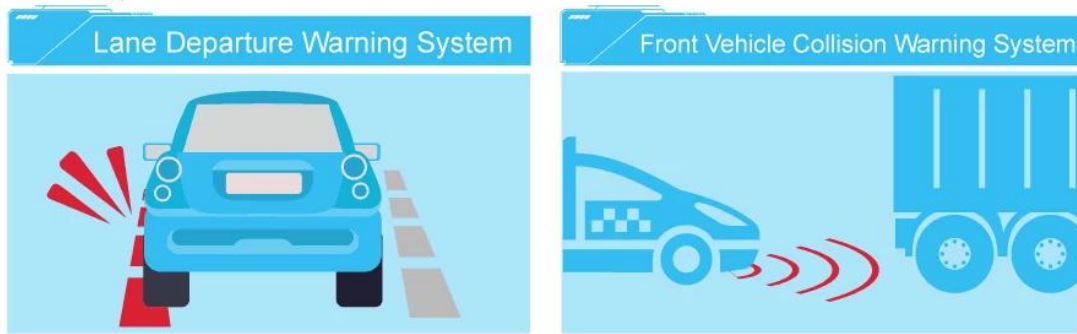 Lane Departure Warning System
Front Vehicle Collision Warning System